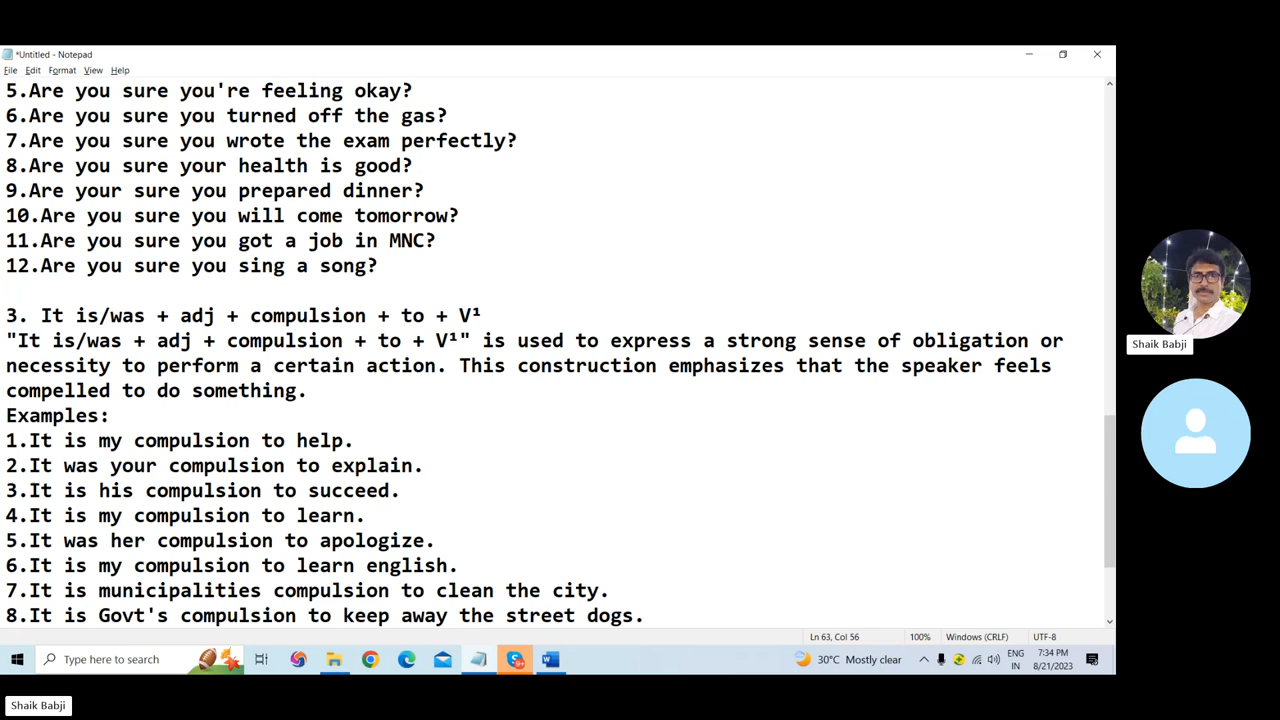 *Untitled - Notepad
File Edit Format View Help
5.Are you sure you're feeling okay?
6.Are you sure you turned off the gas?
7.Are you sure you wrote the exam perfectly?
8.Are you sure your health is good?
9.Are your sure you prepared dinner?
10.Are you sure you will come tomorrow?
11.Are you sure you got a job in MNC?
12.Are you sure you sing a song?
3. It is/was + adj + compulsion + to + V¹
"It is/was + adj + compulsion + to + V¹" is used to express a strong sense of obligation or
necessity to perform a certain action. This construction emphasizes that the speaker feels
compelled to do something.
Examples:
1.It is my compulsion to help.
2.It was your compulsion to explain.
3.It is his compulsion to succeed.
4.It is my compulsion to learn.
5.It was her compulsion to apologize.
6.It is my compulsion to learn english.
7.It is municipalities compulsion to clean the city.
8.It is Govt's compulsion to keep away the street dogs.
Ln 63, Col 56 100% Windows (CRLF) UTF-8
Type here to search
30°C Mostly clear
ENG
IN
7:34 PM
8/21/2023
Shaik Babji
Shaik Babji